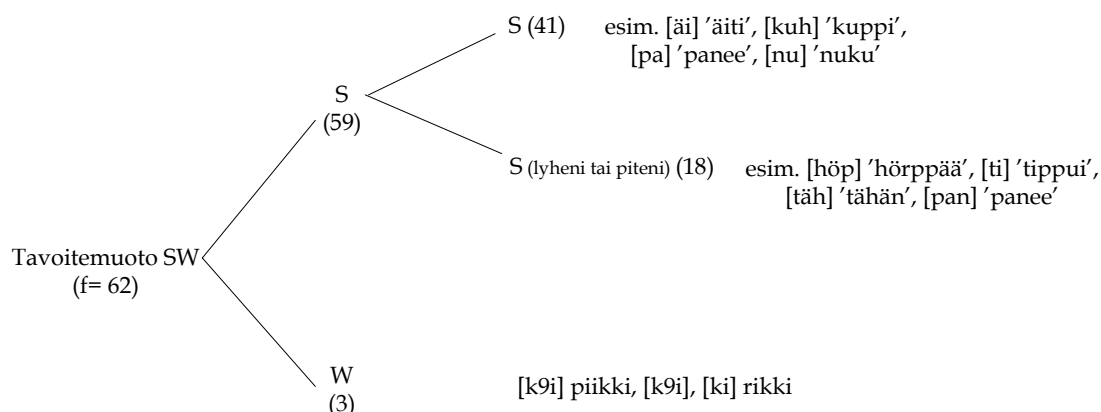 S (41) esim. [äi] ’äiti’, [kuh] ’kuppi’,
[pa] ’panee’, [nu] ’nuku’
S
(59)
S (lyheni tai piteni) (18) esim. [höp] ’hörppää’, [ti] ’tippui’,
[täh] ’tähän’, [pan] ’panee’
Tavoitemuoto SW
(f= 62)
W
(3)
[k9i] piikki, [k9i], [ki] rikki